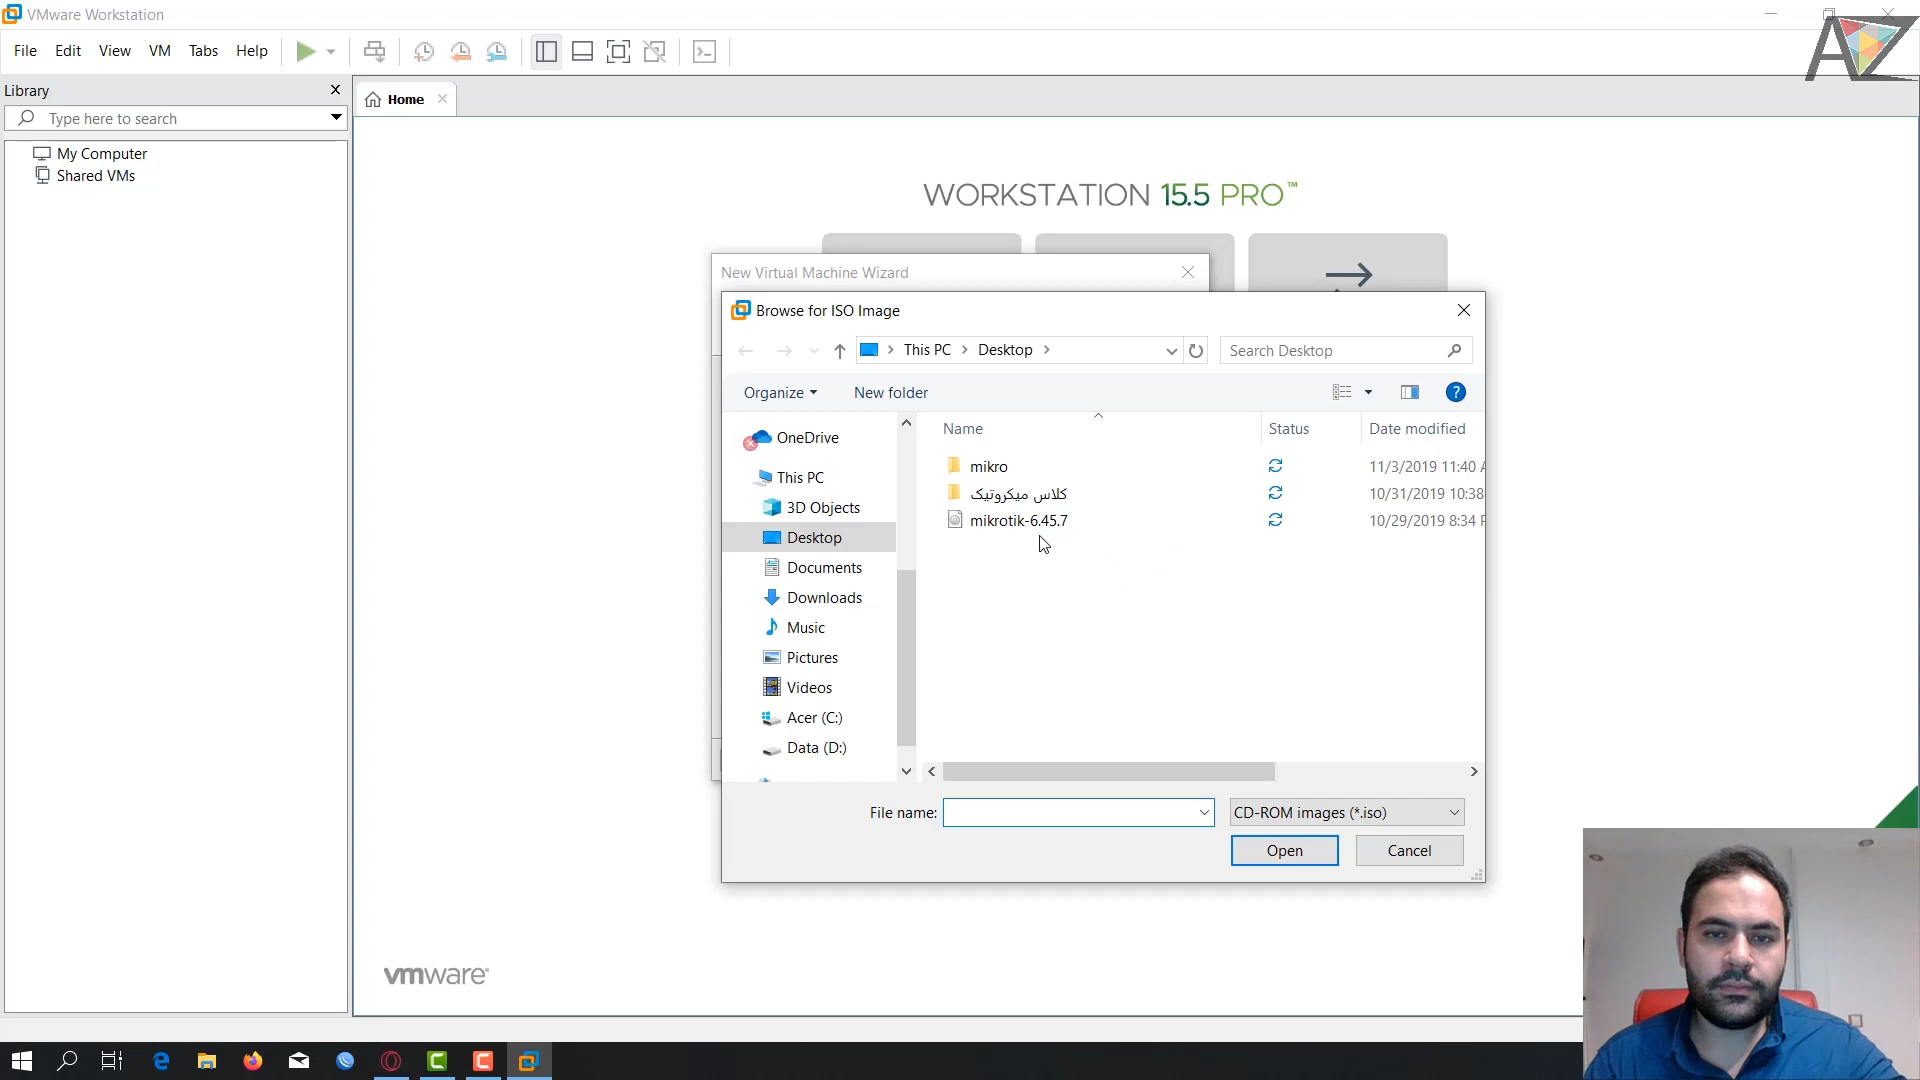 VMware Workstation
File Edit View VM Tabs Help
AZ
Library
Type here to search
Home
My Computer
Shared VMs
WORKSTATION 15.5 PRO™
New Virtual Machine Wizard
Browse for ISO Image
This PC > Desktop >
Search Desktop
Organize
New folder
?
OneDrive
This PC
3D Objects
Desktop
Documents
Downloads
Music
Pictures
Videos
Acer (C:)
Data (D:)
Name Status Date modified
mikro 11/3/2019 11:40
کلاس میکروتیک 10/31/2019 10:38
mikrotik-6.45.7 10/29/2019 8:34
File name:
CD-ROM images (*.iso)
Open
Cancel
vmware